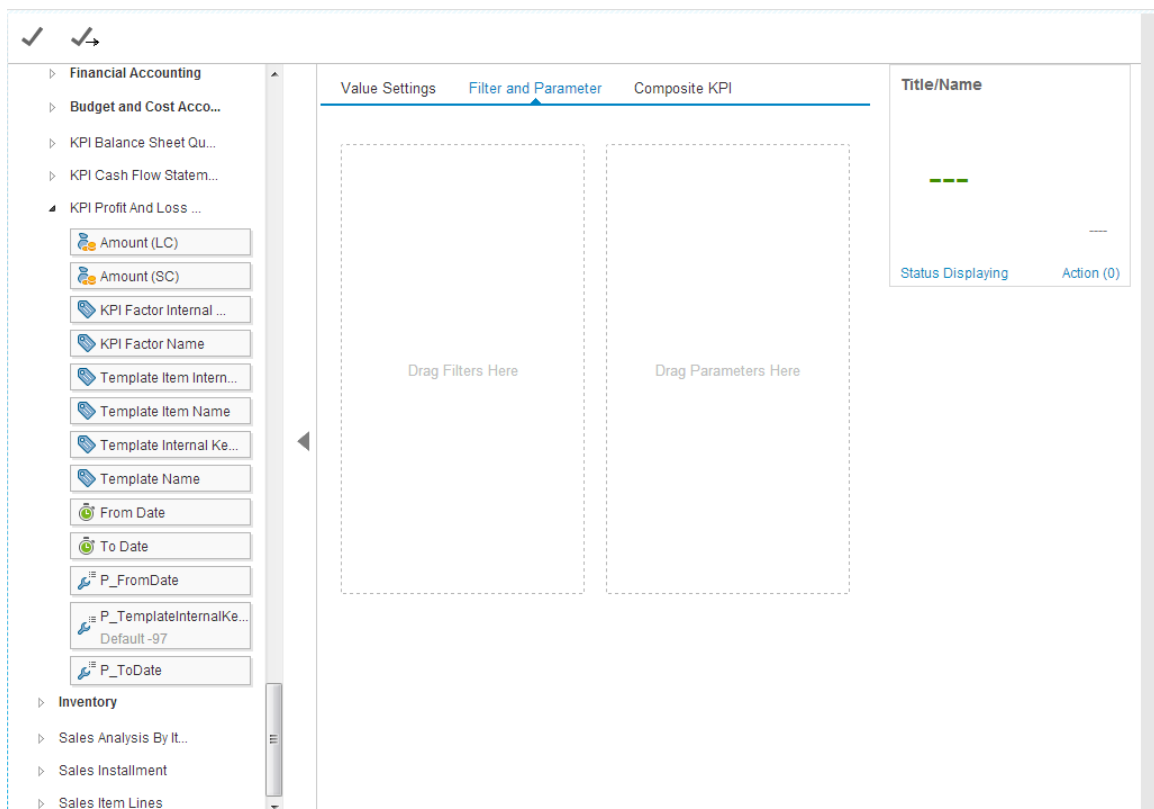 Financial Accounting
Budget and Cost Acco...
KPI Balance Sheet Qu...
KPI Cash Flow Statem...
KPI Profit And Loss ...
Amount (LC)
Amount (SC)
KPI Factor Internal ...
KPI Factor Name
Template Item Intern...
Template Item Name
Template Internal Ke...
Template Name
From Date
To Date
P_FromDate
P_TemplateInternalKe...
Default -97
P_ToDate
Inventory
Sales Analysis By It...
Sales Installment
Sales Item Lines
Value Settings Filter and Parameter Composite KPI
Drag Filters Here
Drag Parameters Here
Title/Name
---
----
Status Displaying Action (0)